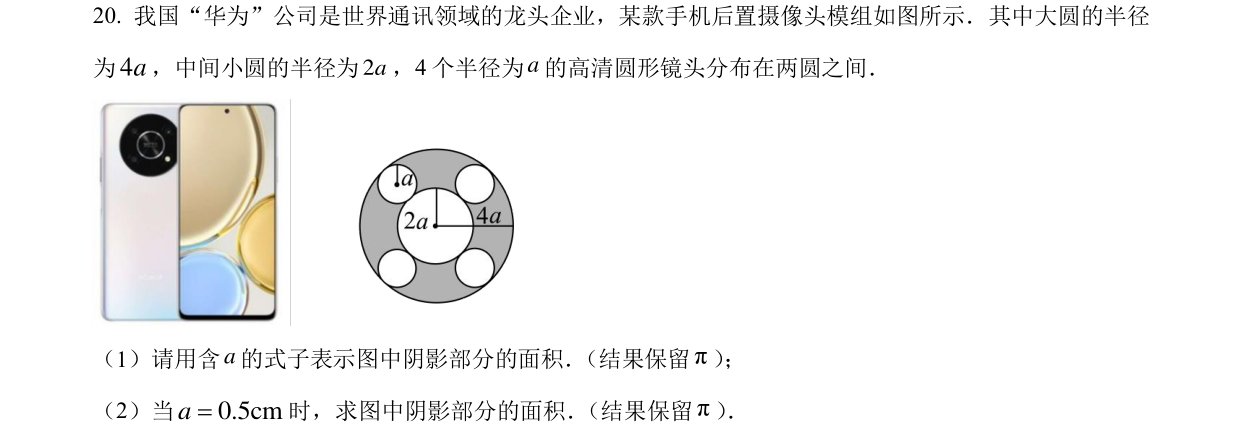 20. 我国“华为”公司是世界通讯领域的龙头企业，某款手机后置摄像头模组如图所示．其中大圆的半径
为4a，中间小圆的半径为2a，4个半径为a的高清圆形镜头分布在两圆之间．
a
2a
4a
（1）请用含a的式子表示图中阴影部分的面积．（结果保留π）；
（2）当a = 0.5cm时，求图中阴影部分的面积．（结果保留π）．